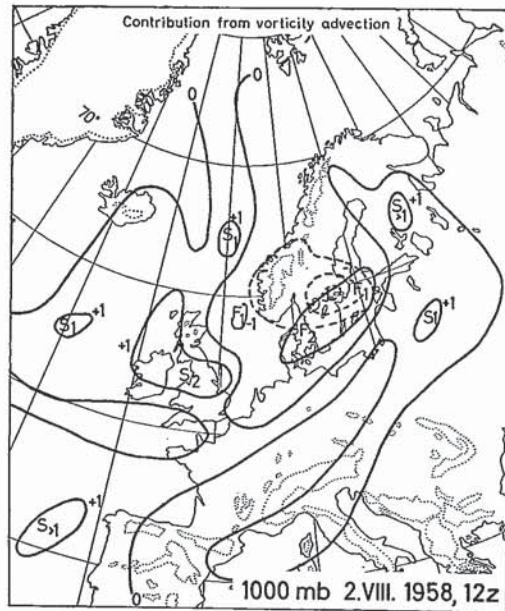 Contribution from vorticity advection
0
0
70°
+1
S1
+1
S>1
+1
S1
F-1
+1
S1
+1
S2
+1
S>1
0
1000 mb 2.VIII. 1958, 12z